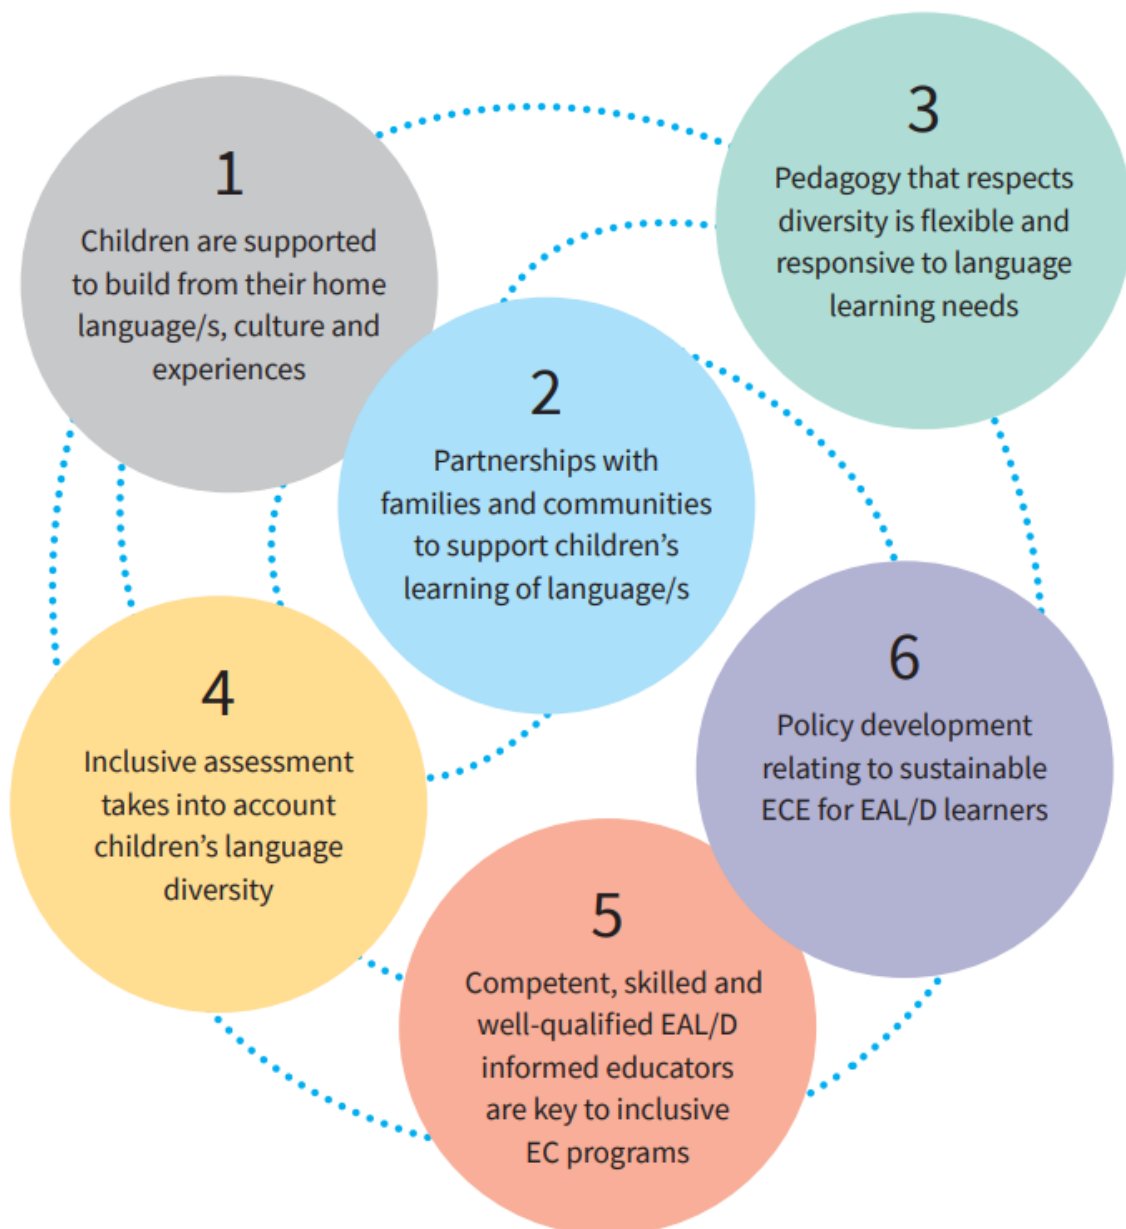 1
Children are supported
to build from their home
language/s, culture and
experiences
2
Partnerships with
families and communities
to support children’s
learning of language/s
3
Pedagogy that respects
diversity is flexible and
responsive to language
learning needs
4
Inclusive assessment
takes into account
children’s language
diversity
5
Competent, skilled and
well-qualified EAL/D
informed educators
are key to inclusive
EC programs
6
Policy development
relating to sustainable
ECE for EAL/D learners